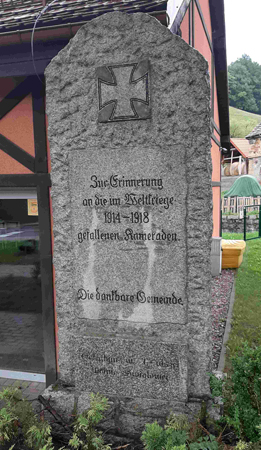 Zur Erinnerung
an die im Weltkriege
1914-1918
gefallenen Kameraden.
Die dankbare Gemeinde.